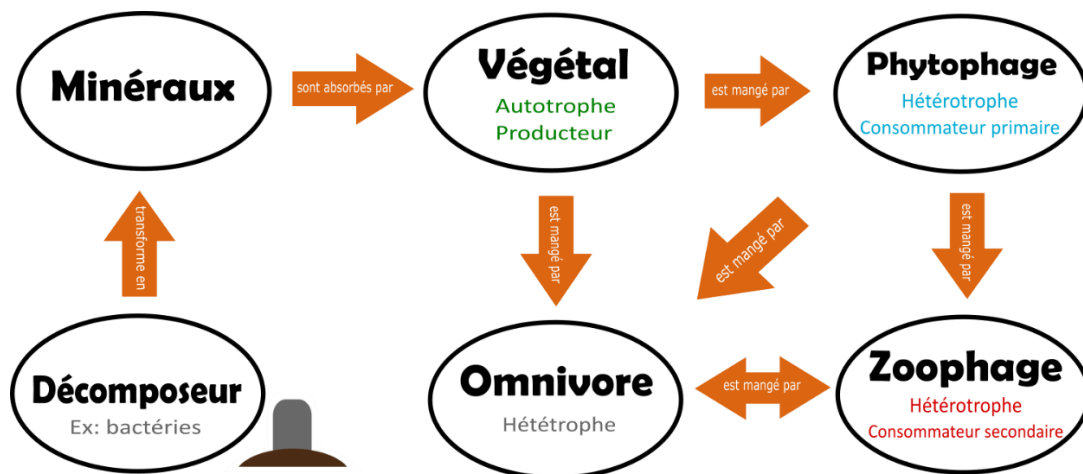 Minéraux
sont absorbés par
Végétal
Autotrophe
Producteur
est mangé par
Phytophage
Hétérotrophe
Consommateur primaire
transforme en
est mangé par
est mangé par
est mangé par
Décomposeur
Ex: bactéries
Omnivore
Hététrophe
est mangé par
Zoophage
Hétérotrophe
Consommateur secondaire